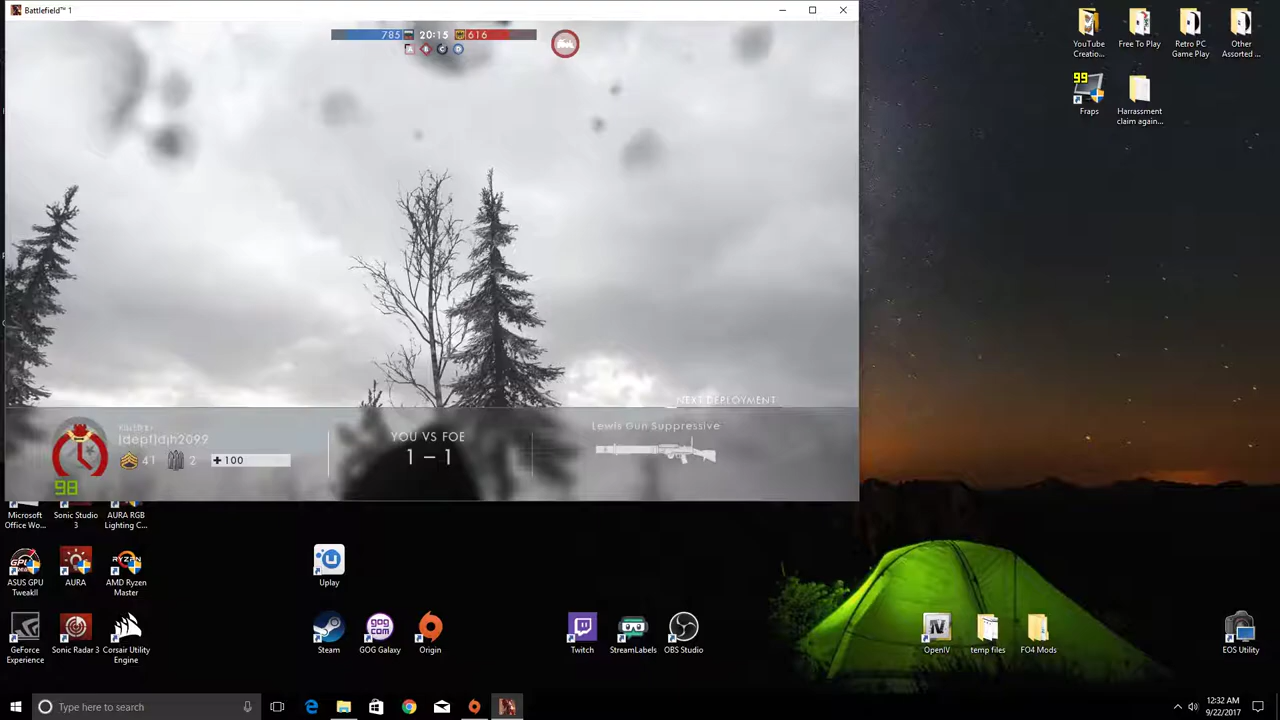 Battlefield™ 1
785 20:15 616
A B C D
[depf]djh2099
41 2 + 100
98
YOU VS FOE
1 – 1
NEXT DEPLOYMENT
Lewis Gun Suppressive
YouTube Creatio...
Free To Play
Retro PC Game Play
Other Assorted ...
99
Fraps
Harrassment claim again...
Microsoft Office Wo...
Sonic Studio 3
AURA RGB Lighting C...
ASUS GPU TweakII
AURA
AMD Ryzen Master
Uplay
GeForce Experience
Sonic Radar 3
Corsair Utility Engine
Steam
GOG Galaxy
Origin
Twitch
StreamLabels
OBS Studio
OpenIV
temp files
FO4 Mods
EOS Utility
Type here to search
12:32 AM
9/22/2017